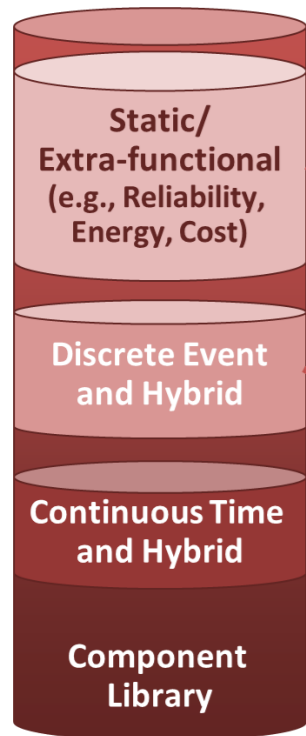 Static/
Extra-functional
(e.g., Reliability,
Energy, Cost)
Discrete Event
and Hybrid
Continuous Time
and Hybrid
Component
Library